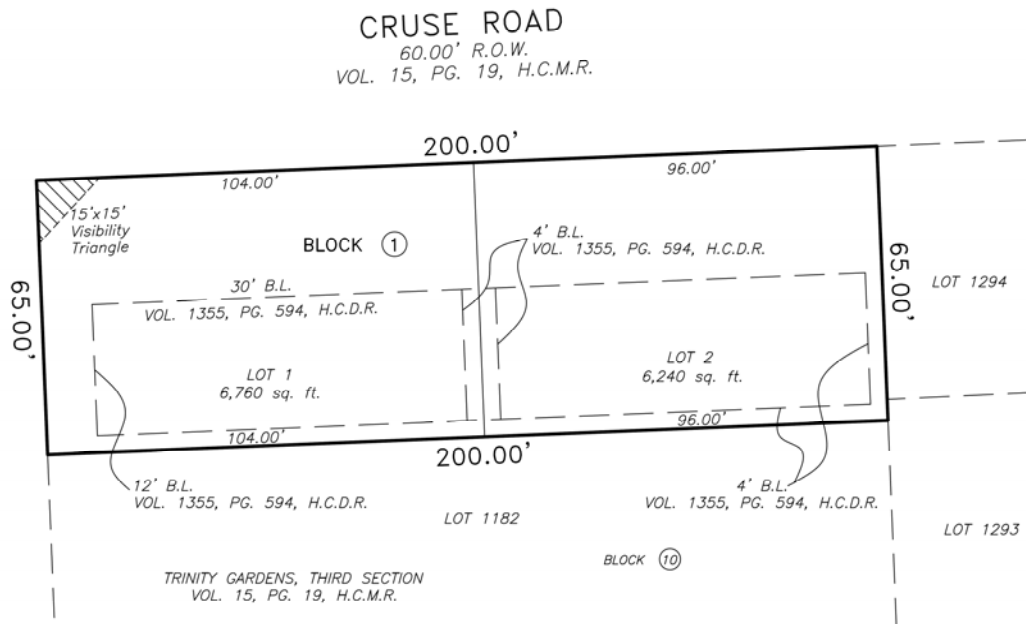 CRUSE ROAD
60.00' R.O.W.
VOL. 15, PG. 19, H.C.M.R.
200.00'
104.00'
96.00'
15'x15'
Visibility
Triangle
BLOCK 1
4' B.L.
VOL. 1355, PG. 594, H.C.D.R.
65.00'
30' B.L.
VOL. 1355, PG. 594, H.C.D.R.
65.00'
LOT 1294
LOT 1
6,760 sq. ft.
LOT 2
6,240 sq. ft.
104.00'
96.00'
200.00'
12' B.L.
VOL. 1355, PG. 594, H.C.D.R.
4' B.L.
VOL. 1355, PG. 594, H.C.D.R.
LOT 1182
LOT 1293
BLOCK 10
TRINITY GARDENS, THIRD SECTION
VOL. 15, PG. 19, H.C.M.R.